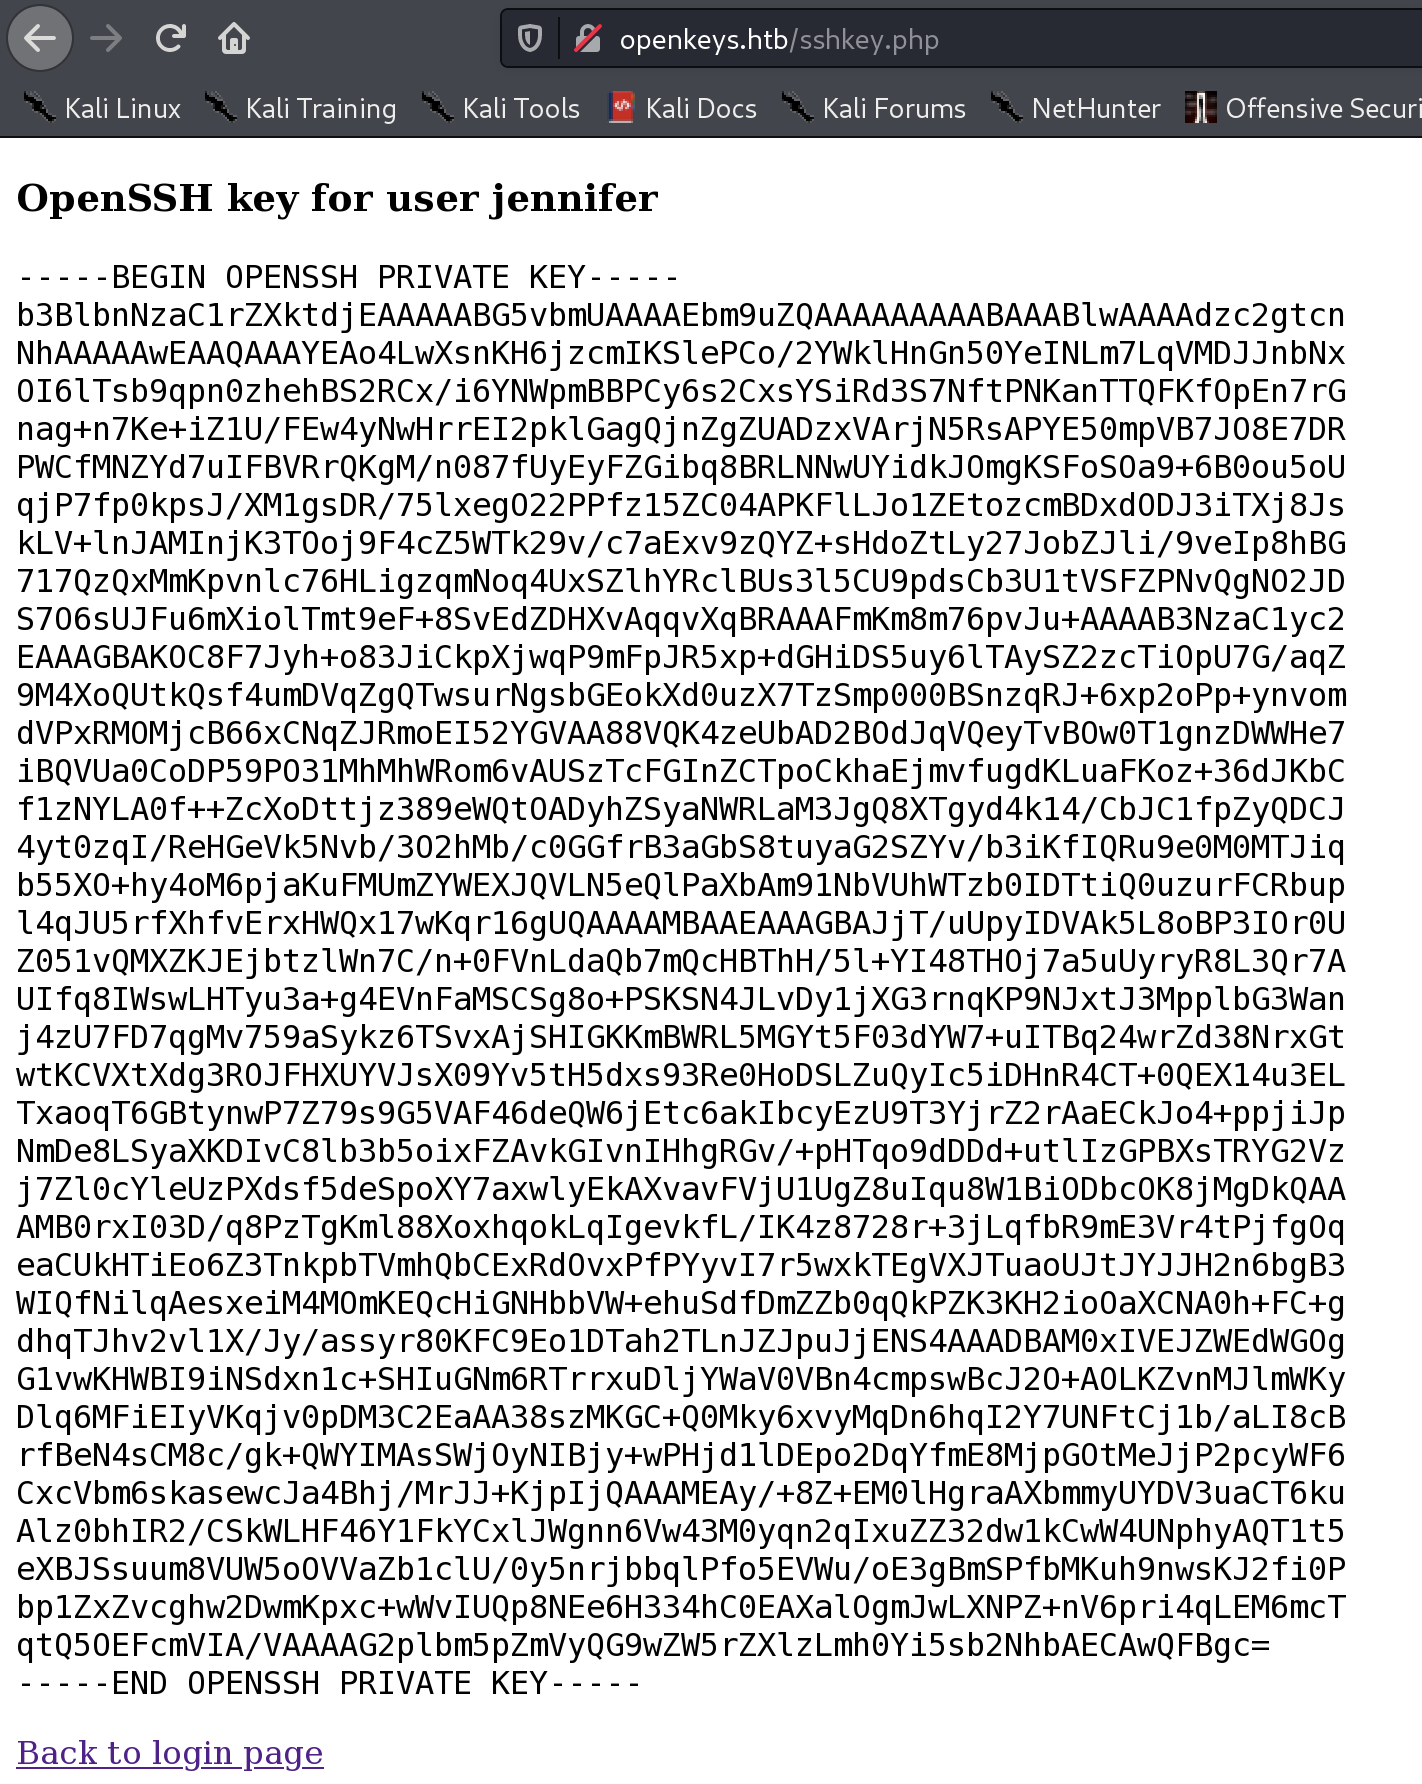 openkeys.htb/sshkey.php
Kali Linux Kali Training Kali Tools Kali Docs Kali Forums NetHunter Offensive Securi
OpenSSH key for user jennifer
-----BEGIN OPENSSH PRIVATE KEY-----
b3BlbnNzaC1rZXktdjEAAAAABG5vbmUAAAAEbm9uZQAAAAAAAAABAAABlwAAAAdzc2gtcn
NhAAAAAwEAAQAAAYEAo4LwXsnKH6jzcmIKSlePCo/2YWklHnGn50YeINLm7LqVMDJJnbNx
OI6lTsb9qpn0zhehBS2RCx/i6YNWpmBBPCy6s2CxsYSiRd3S7NftPNKanTTQFKfOpEn7rG
nag+n7Ke+iZ1U/FEw4yNwHrrEI2pklGagQjnZgZUADzxVArjN5RsAPYE50mpVB7JO8E7DR
PWCfMNZYd7uIFBVRrQKgM/n087fUyEyFZGibq8BRLNNwUYidkJOmgKSFoSOa9+6B0ou5oU
qjP7fp0kpsJ/XM1gsDR/75lxegO22PPfz15ZC04APKFlLJo1ZEtozcmBDxdODJ3iTXj8Js
kLV+lnJAMInjK3TOoj9F4cZ5WTk29v/c7aExv9zQYZ+sHdoZtLy27JobZJli/9veIp8hBG
717QzQxMmKpvnlc76HLigzqmNoq4UxSZlhYRclBUs3l5CU9pdsCb3U1tVSFZPNvQgNO2JD
S7O6sUJFu6mXiolTmt9eF+8SvEdZDHXvAqqvXqBRAAAFmKm8m76pvJu+AAAAB3NzaC1yc2
EAAAGBAKOC8F7Jyh+o83JiCkpXjwqP9mFpJR5xp+dGHiDS5uy6lTAySZ2zcTiOpU7G/aqZ
9M4XoQUtkQsf4umDVqZgQTwsurNgsbGEokXd0uzX7TzSmp000BSnzqRJ+6xp2oPp+ynvom
dVPxRMOMjcB66xCNqZJRmoEI52YGVAA88VQK4zeUbAD2BOdJqVQeyTvBOw0T1gnzDWWHe7
iBQVUa0CoDP59PO31MhMhWRom6vAUSzTcFGInZCTpoCkhaEjmvfugdKLuaFKoz+36dJKbC
f1zNYLA0f++ZcXoDttjz389eWQtOADyhZSyaNWRLaM3JgQ8XTgyd4k14/CbJC1fpZyQDCJ
4yt0zqI/ReHGeVk5Nvb/3O2hMb/c0GGfrB3aGbS8tuyaG2SZYv/b3iKfIQRu9e0M0MTJiq
b55XO+hy4oM6pjaKuFMUmZYWEXJQVLN5eQlPaXbAm91NbVUhWTzb0IDTtiQ0uzurFCRbup
l4qJU5rfXhfvErxHWQx17wKqr16gUQAAAAMBAAEAAAGBAJjT/uUpyIDVAk5L8oBP3IOr0U
Z051vQMXZKJEjbtzlWn7C/n+0FVnLdaQb7mQcHBThH/5l+YI48THOj7a5uUyryR8L3Qr7A
UIfq8IWswLHTyu3a+g4EVnFaMSCSg8o+PSKSN4JLvDy1jXG3rnqKP9NJxtJ3MpplbG3Wan
j4zU7FD7qgMv759aSykz6TSvxAjSHIGKKmBWRL5MGYt5F03dYW7+uITBq24wrZd38NrxGt
wtKCVXtXdg3ROJFHXUYVJsX09Yv5tH5dxs93Re0HoDSLZuQyIc5iDHnR4CT+0QEX14u3EL
TxaoqT6GBtynwP7Z79s9G5VAF46deQW6jEtc6akIbcyEzU9T3YjrZ2rAaECkJo4+ppjiJp
NmDe8LSyaXKDIvC8lb3b5oixFZAvkGIvnIHhgRGv/+pHTqo9dDDd+utlIzGPBXsTRYG2Vz
j7Zl0cYleUzPXdsf5deSpoXY7axwlyEkAXvavFVjU1UgZ8uIqu8W1BiODbcOK8jMgDkQAA
AMB0rxI03D/q8PzTgKml88XoxhqokLqIgevkfL/IK4z8728r+3jLqfbR9mE3Vr4tPjfgOq
eaCUkHTiEo6Z3TnkpbTVmhQbCExRdOvxPfPYyvI7r5wxkTEgVXJTuaoUJtJYJJH2n6bgB3
WIQfNilqAesxeiM4MOmKEQcHiGNHbbVW+ehuSdfDmZZb0qQkPZK3KH2ioOaXCNA0h+FC+g
dhqTJhv2vl1X/Jy/assyr80KFC9Eo1DTah2TLnJZJpuJjENS4AAADBAM0xIVEJZWEdWGOg
G1vwKHWBI9iNSdxn1c+SHIuGNm6RTrrxuDljYWaV0VBn4cmpswBcJ2O+AOLKZvnMJlmWKy
Dlq6MFiEIyVKqjv0pDM3C2EaAA38szMKGC+Q0Mky6xvyMqDn6hqI2Y7UNFtCj1b/aLI8cB
rfBeN4sCM8c/gk+QWYIMAsSWjOyNIBjy+wPHjd1lDEpo2DqYfmE8MjpGOtMeJjP2pcyWF6
CxcVbm6skasewcJa4Bhj/MrJJ+KjpIjQAAAMEAy/+8Z+EM0lHgraAXbmmyUYDV3uaCT6ku
Alz0bhIR2/CSkWLHF46Y1FkYCxlJWgnn6Vw43M0yqn2qIxuZZ32dw1kCwW4UNphyAQT1t5
eXBJSsuum8VUW5oOVVaZb1clU/0y5nrjbbqlPfo5EVWu/oE3gBmSPfbMKuh9nwsKJ2fi0P
bp1ZxZvcghw2DwmKpxc+wWvIUQp8NEe6H334hC0EAXalOgmJwLXNPZ+nV6pri4qLEM6mcT
qtQ5OEFcmVIA/VAAAAG2plbm5pZmVyQG9wZW5rZXlzLmh0Yi5sb2NhbAECAwQFBgc=
-----END OPENSSH PRIVATE KEY-----
Back to login page